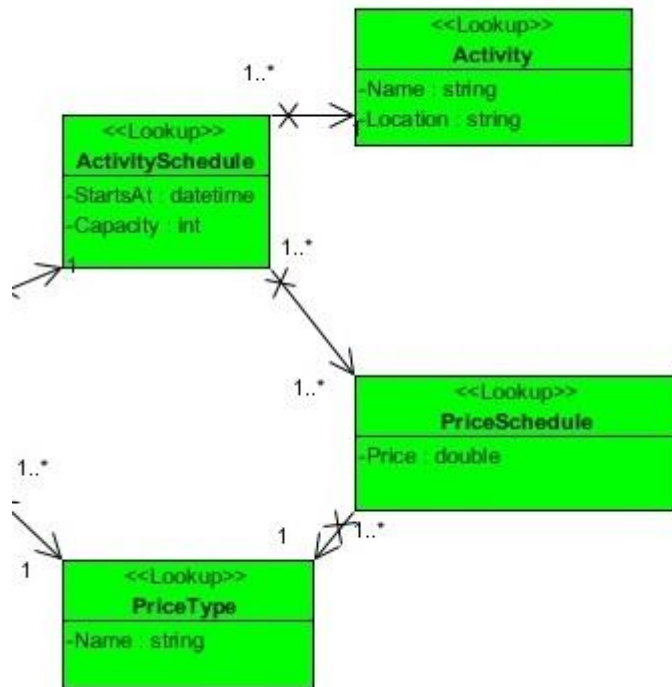 <<Lookup>>
Activity
-Name : string
-Location : string
1..*
1
<<Lookup>>
ActivitySchedule
-StartsAt : datetime
-Capacity : int
1
1..*
1..*
<<Lookup>>
PriceSchedule
-Price : double
1..*
1..*
1
1
<<Lookup>>
PriceType
-Name : string